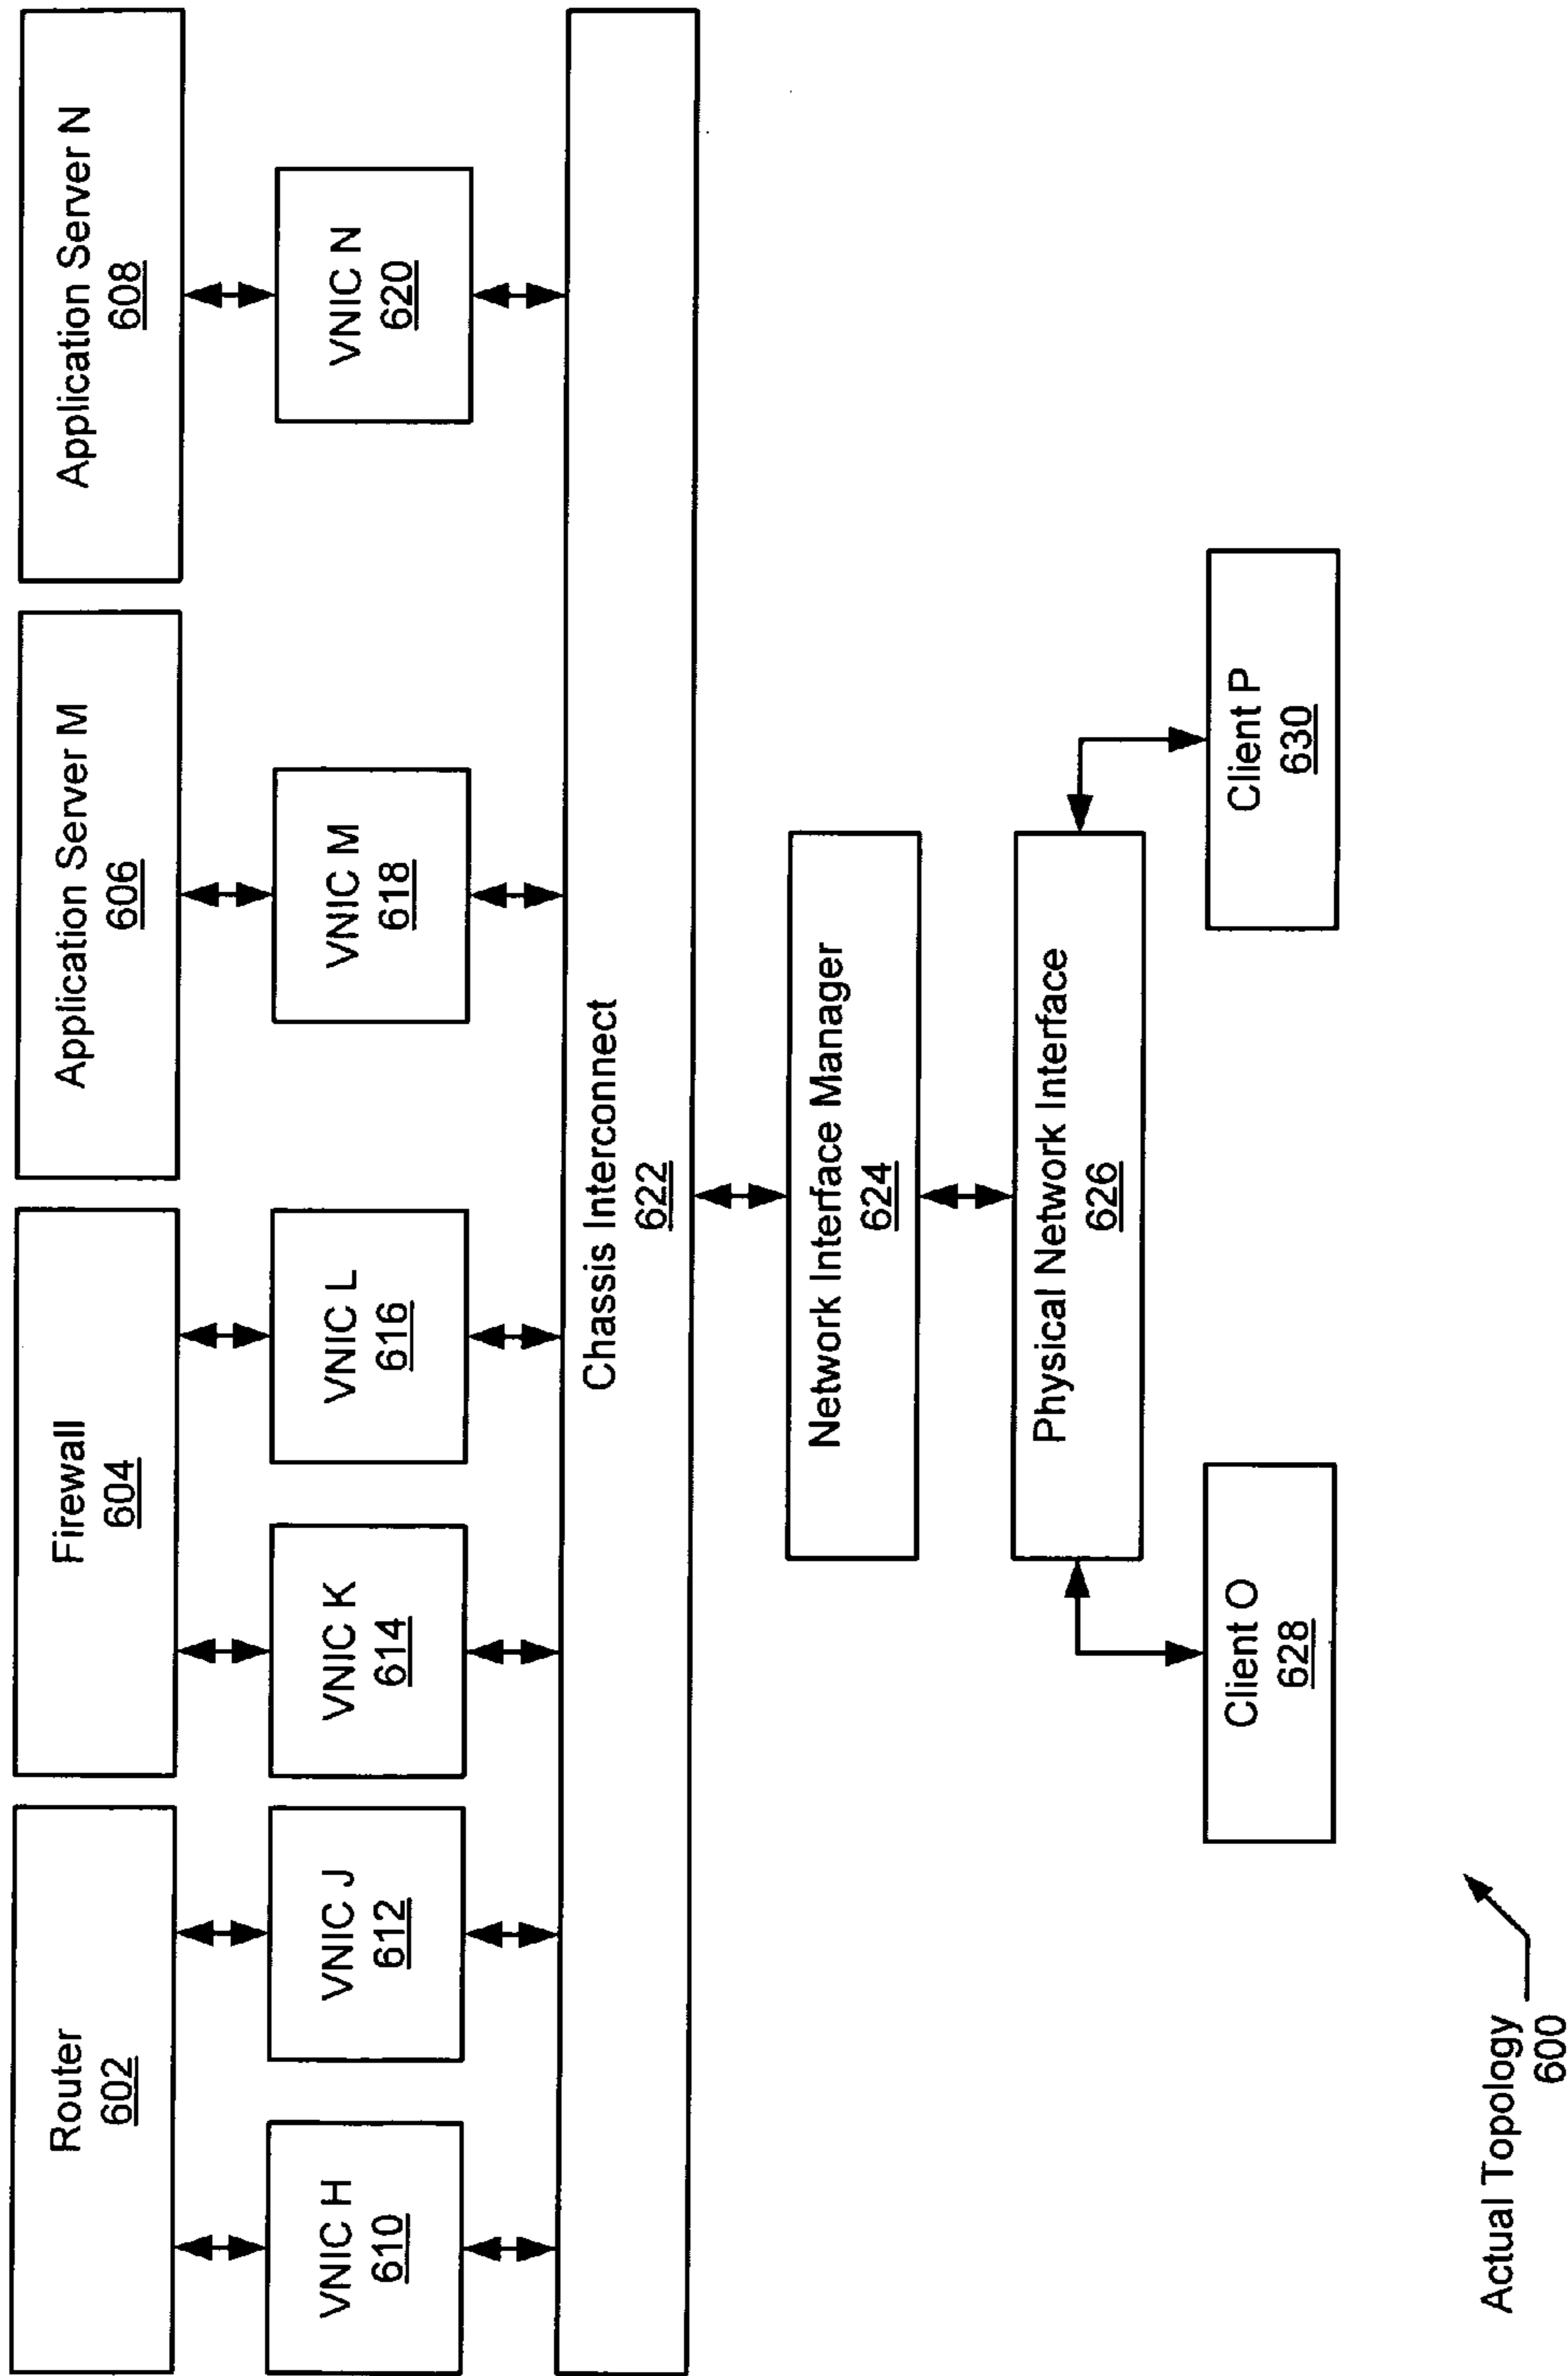 Router
602
Firewall
604
Application Server M
606
Application Server N
608
VNIC H
610
VNIC J
612
VNIC K
614
VNIC L
616
VNIC M
618
VNIC N
620
Chassis Interconnect
622
Network Interface Manager
624
Physical Network Interface
626
Client O
628
Client P
630
Actual Topology
600